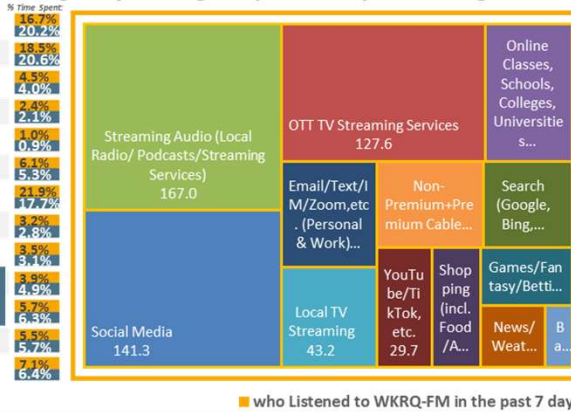 % Time Spent:
16.7%
20.2%
18.5%
20.6%
4.5%
4.0%
2.4%
2.1%
1.0%
0.9%
6.1%
5.3%
21.9%
17.7%
3.2%
2.8%
3.5%
3.1%
3.9%
4.9%
5.7%
6.3%
5.5%
5.7%
7.1%
6.4%
Streaming Audio (Local
Radio/ Podcasts/Streaming
Services)
167.0
Social Media
141.3
OTT TV Streaming Services
127.6
Online
Classes,
Schools,
Colleges,
Universitie
s...
Email/Text/I
M/Zoom,etc
. (Personal
& Work)...
Non-
Premium+Pre
mium Cable...
Search
(Google,
Bing,...
Local TV
Streaming
43.2
YouTu
be/Ti
kTok,
etc.
29.7
Shop
ping
(incl.
Food
/A...
Games/Fan
tasy/Betti...
News/
Weat...
B
a...
who Listened to WKRQ-FM in the past 7 day